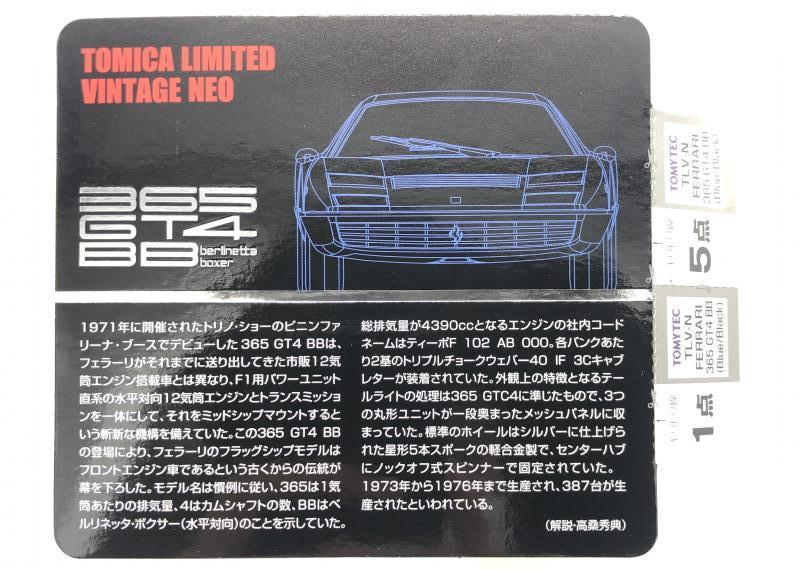 TOMICA LIMITED
VINTAGE NEO
365
GT4
BB berlinetta
boxer
1971年に開催されたトリノ・ショーのピニンファ
リーナ・ブースでデビューした365 GT4 BBは、
フェラーリがそれまでに送り出してきた市販12気
筒エンジン搭載車とは異なり、F1用パワーユニット
直系の水平対向12気筒エンジンとトランスミッショ
ンを一体にして、それをミッドシップマウントすると
いう斬新な機構を備えていた。この365 GT4 BB
の登場により、フェラーリのフラッグシップモデルは
フロントエンジン車であるという古くからの伝統が
幕を下ろした。モデル名は慣例に従い、365は1気
筒あたりの排気量、4はカムシャフトの数、BBはベ
ルリネッタ・ボクサー(水平対向)のことを示していた。
総排気量が4390ccとなるエンジンの社内コード
ネームはティーポF 102 AB 000。各バンクあた
り2基のトリプルチョークウェバー40 IF 3Cキャブ
レターが装着されていた。外観上の特徴となるテー
ルライトの処理は365 GTC4に準じたもので、3つ
の丸形ユニットが一段奥まったメッシュパネルに収
まっていた。標準のホイールはシルバーに仕上げら
れた星形5本スポークの軽合金製で、センターハブ
にノックオフ式スピンナーで固定されていた。
1973年から1976年まで生産され、387台が生
産されたといわれている。
(解説・高桑秀典)
TOMYTEC
TLV-N
FERRARI
365 GT4 BB
(Blue/Black)
5点
TOMYTEC
TLV-N
FERRARI
365 GT4 BB
(Blue/Black)
1点